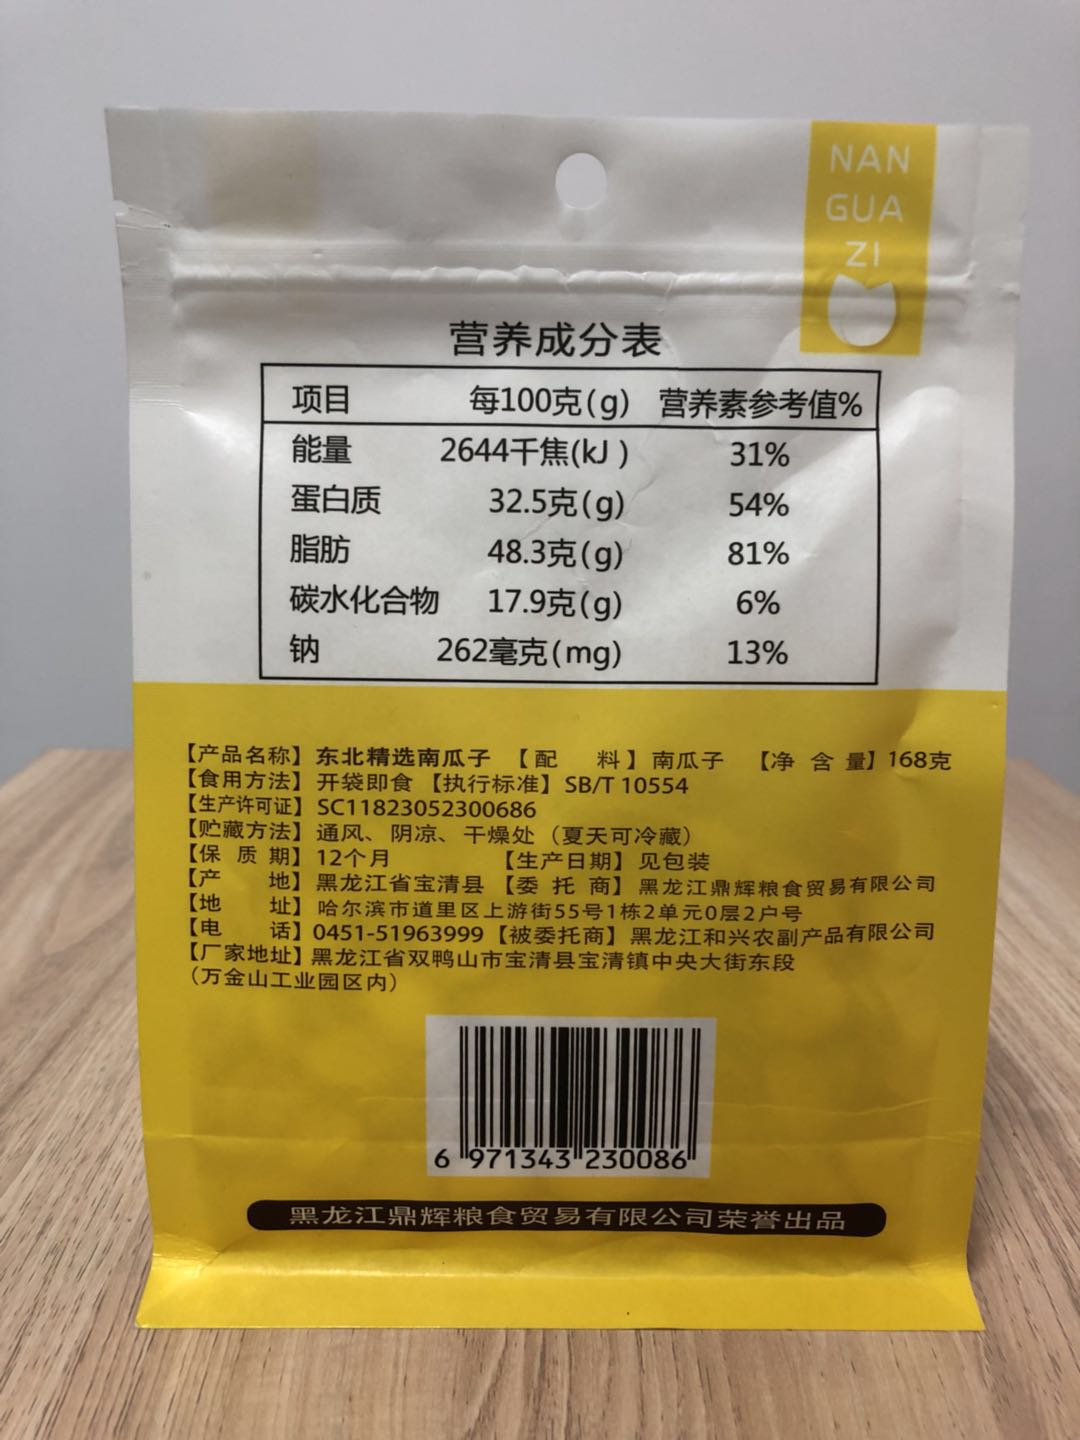 NAN
GUA
ZI
营养成分表
项目 每100克(g) 营养素参考值%
能量 2644千焦(kJ) 31%
蛋白质 32.5克(g) 54%
脂肪 48.3克(g) 81%
碳水化合物 17.9克(g) 6%
钠 262毫克(mg) 13%
【产品名称】东北精选南瓜子 【配 料】南瓜子 【净 含 量】168克
【食用方法】开袋即食 【执行标准】SB/T 10554
【生产许可证】SC11823052300686
【贮藏方法】通风、阴凉、干燥处（夏天可冷藏）
【保 质 期】12个月 【生产日期】见包装
【产 地】黑龙江省宝清县 【委 托 商】黑龙江鼎辉粮食贸易有限公司
【地 址】哈尔滨市道里区上游街55号1栋2单元0层2户号
【电 话】0451-51963999 【被委托商】黑龙江和兴农副产品有限公司
【厂家地址】黑龙江省双鸭山市宝清县宝清镇中央大街东段
（万金山工业园区内）
6 971343 230086
黑龙江鼎辉粮食贸易有限公司荣誉出品